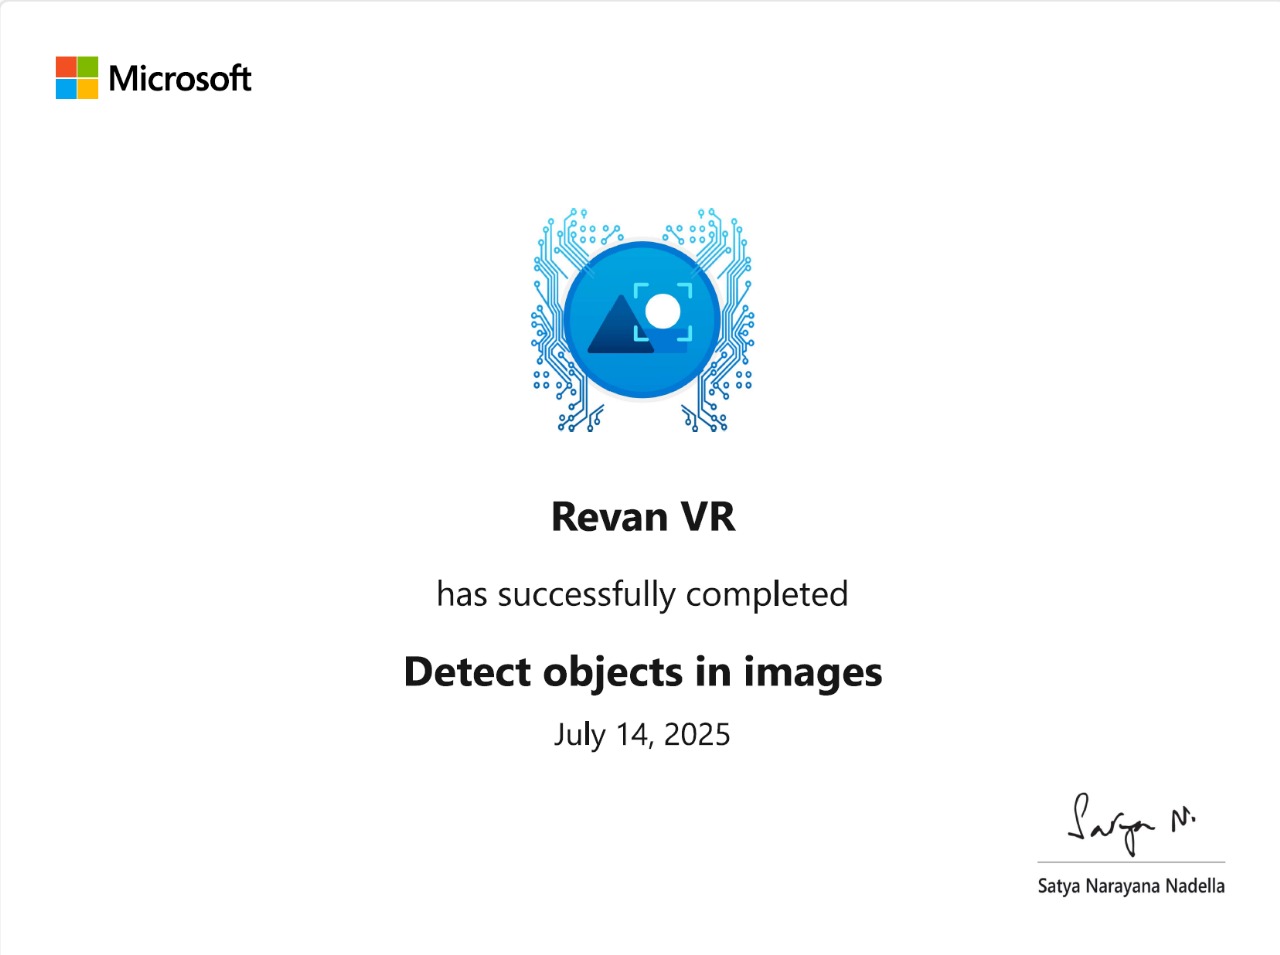 Microsoft
Revan VR
has successfully completed
Detect objects in images
July 14, 2025
Satya N.
Satya Narayana Nadella